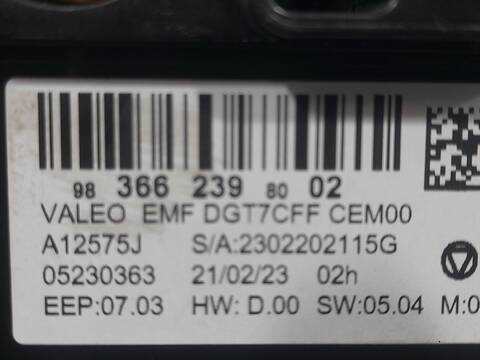 98 366 239 80 02
VALEO EMF DGT7CFF CEM00
A12575J S/A:2302202115G
05230363 21/02/23 02h
EEP:07.03 HW: D.00 SW:05.04 M:0